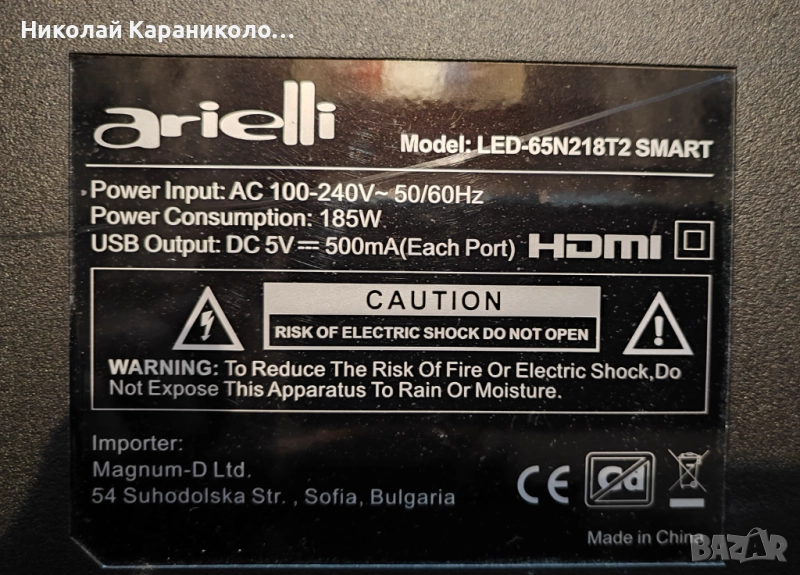 Николай Караниколо…
arielli
Model: LED-65N218T2 SMART
Power Input: AC 100-240V~ 50/60Hz
Power Consumption: 185W
USB Output: DC 5V⎓ 500mA(Each Port) HDMI
CAUTION
RISK OF ELECTRIC SHOCK DO NOT OPEN
WARNING: To Reduce The Risk Of Fire Or Electric Shock,Do
Not Expose This Apparatus To Rain Or Moisture.
Importer:
Magnum-D Ltd.
54 Suhodolska Str. , Sofia, Bulgaria
CE Cd
Made in China
BAZAR